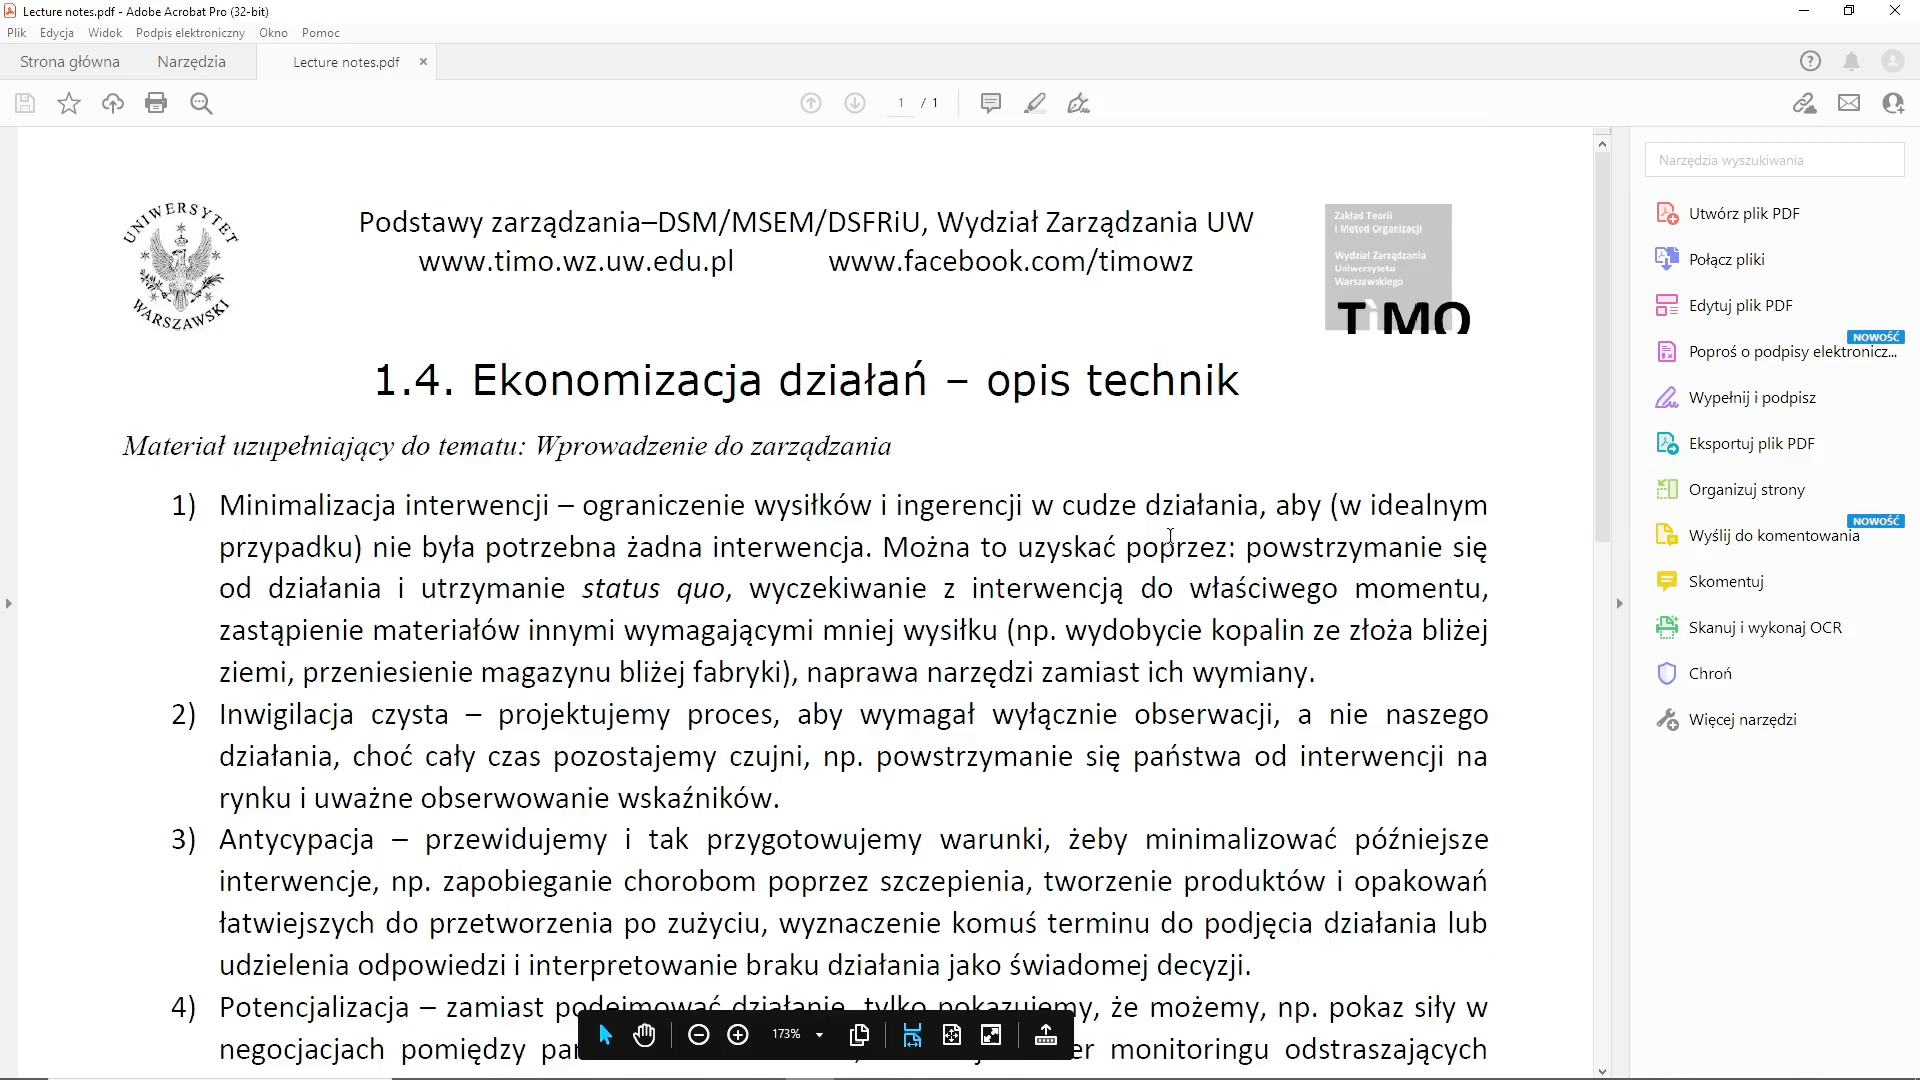 Lecture notes.pdf - Adobe Acrobat Pro (32-bit)
Plik Edycja Widok Podpis elektroniczny Okno Pomoc
Strona główna Narzędzia Lecture notes.pdf
1 / 1
Narzędzia wyszukiwania
UNIWERSYTET
WARSZAWSKI
Podstawy zarządzania–DSM/MSEM/DSFRiU, Wydział Zarządzania UW
www.timo.wz.uw.edu.pl www.facebook.com/timowz
Zakład Teorii
i Metod Organizacji
Wydział Zarządzania
Uniwersytetu
Warszawskiego
TiMO
1.4. Ekonomizacja działań – opis technik
Materiał uzupełniający do tematu: Wprowadzenie do zarządzania
1) Minimalizacja interwencji – ograniczenie wysiłków i ingerencji w cudze działania, aby (w idealnym
przypadku) nie była potrzebna żadna interwencja. Można to uzyskać poprzez: powstrzymanie się
od działania i utrzymanie status quo, wyczekiwanie z interwencją do właściwego momentu,
zastąpienie materiałów innymi wymagającymi mniej wysiłku (np. wydobycie kopalin ze złoża bliżej
ziemi, przeniesienie magazynu bliżej fabryki), naprawa narzędzi zamiast ich wymiany.
2) Inwigilacja czysta – projektujemy proces, aby wymagał wyłącznie obserwacji, a nie naszego
działania, choć cały czas pozostajemy czujni, np. powstrzymanie się państwa od interwencji na
rynku i uważne obserwowanie wskaźników.
3) Antycypacja – przewidujemy i tak przygotowujemy warunki, żeby minimalizować późniejsze
interwencje, np. zapobieganie chorobom poprzez szczepienia, tworzenie produktów i opakowań
łatwiejszych do przetworzenia po zużyciu, wyznaczenie komuś terminu do podjęcia działania lub
udzielenia odpowiedzi i interpretowanie braku działania jako świadomej decyzji.
4) Potencjalizacja – zamiast podejmować działanie, tylko pokazujemy, że możemy, np. pokaz siły w
negocjacjach pomiędzy monitoringu odstraszających
173%
Utwórz plik PDF
Połącz pliki
Edytuj plik PDF
NOWOŚĆ
Poproś o podpisy elektronicz...
Wypełnij i podpisz
Eksportuj plik PDF
Organizuj strony
NOWOŚĆ
Wyślij do komentowania
Skomentuj
Skanuj i wykonaj OCR
Chroń
Więcej narzędzi